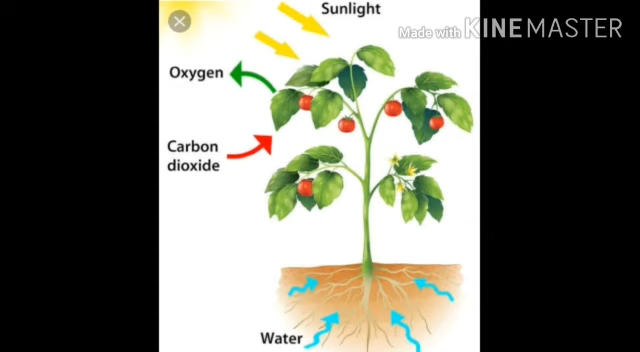 Sunlight
Made with KINEMASTER
Oxygen
Carbon
dioxide
Water